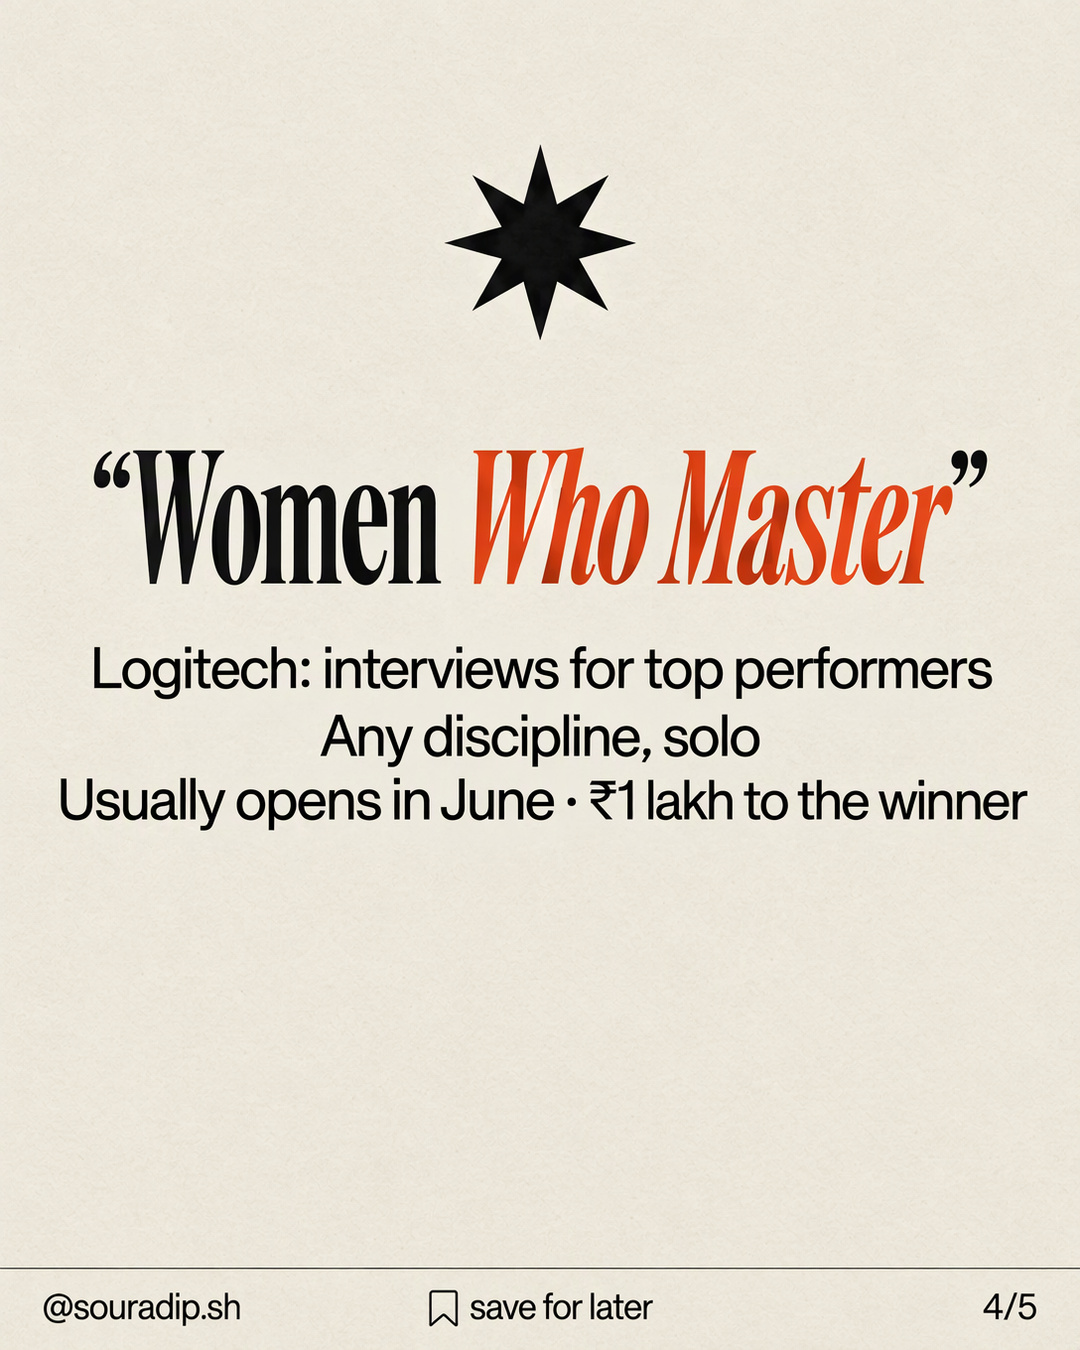 “Women Who Master”
Logitech: interviews for top performers
Any discipline, solo
Usually opens in June · ₹1 lakh to the winner
@souradip.sh
save for later
4/5